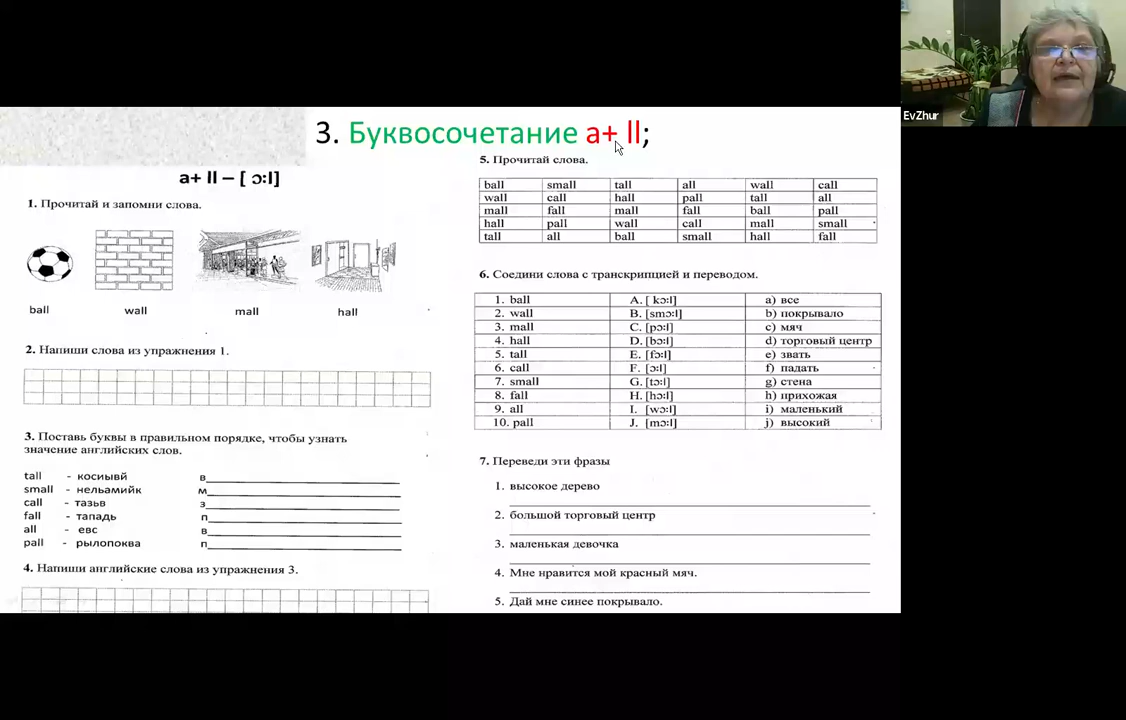 EvZhur
3. Буквосочетание a+ ll;
a+ ll – [ ɔ:l]
1. Прочитай и запомни слова.
ball wall mall hall
2. Напиши слова из упражнения 1.
3. Поставь буквы в правильном порядке, чтобы узнать
значение английских слов.
tall - косиывй в
small - нельамийк м
call - тазьв з
fall - тападь п
all - евс в
pall - рылопоква п
4. Напиши английские слова из упражнения 3.
5. Прочитай слова.
ball small tall all wall call
wall call hall pall tall all
mall fall mall fall ball pall
hall pall wall call mall small
tall all ball small hall fall
6. Соедини слова с транскрипцией и переводом.
1. ball A. [ kɔ:l] a) все
2. wall B. [smɔ:l] b) покрывало
3. mall C. [pɔ:l] c) мяч
4. hall D. [bɔ:l] d) торговый центр
5. tall E. [fɔ:l] e) звать
6. call F. [ɔ:l] f) падать
7. small G. [tɔ:l] g) стена
8. fall H. [hɔ:l] h) прихожая
9. all I. [wɔ:l] i) маленький
10. pall J. [mɔ:l] j) высокий
7. Переведи эти фразы
1. высокое дерево
2. большой торговый центр
3. маленькая девочка
4. Мне нравится мой красный мяч.
5. Дай мне синее покрывало.